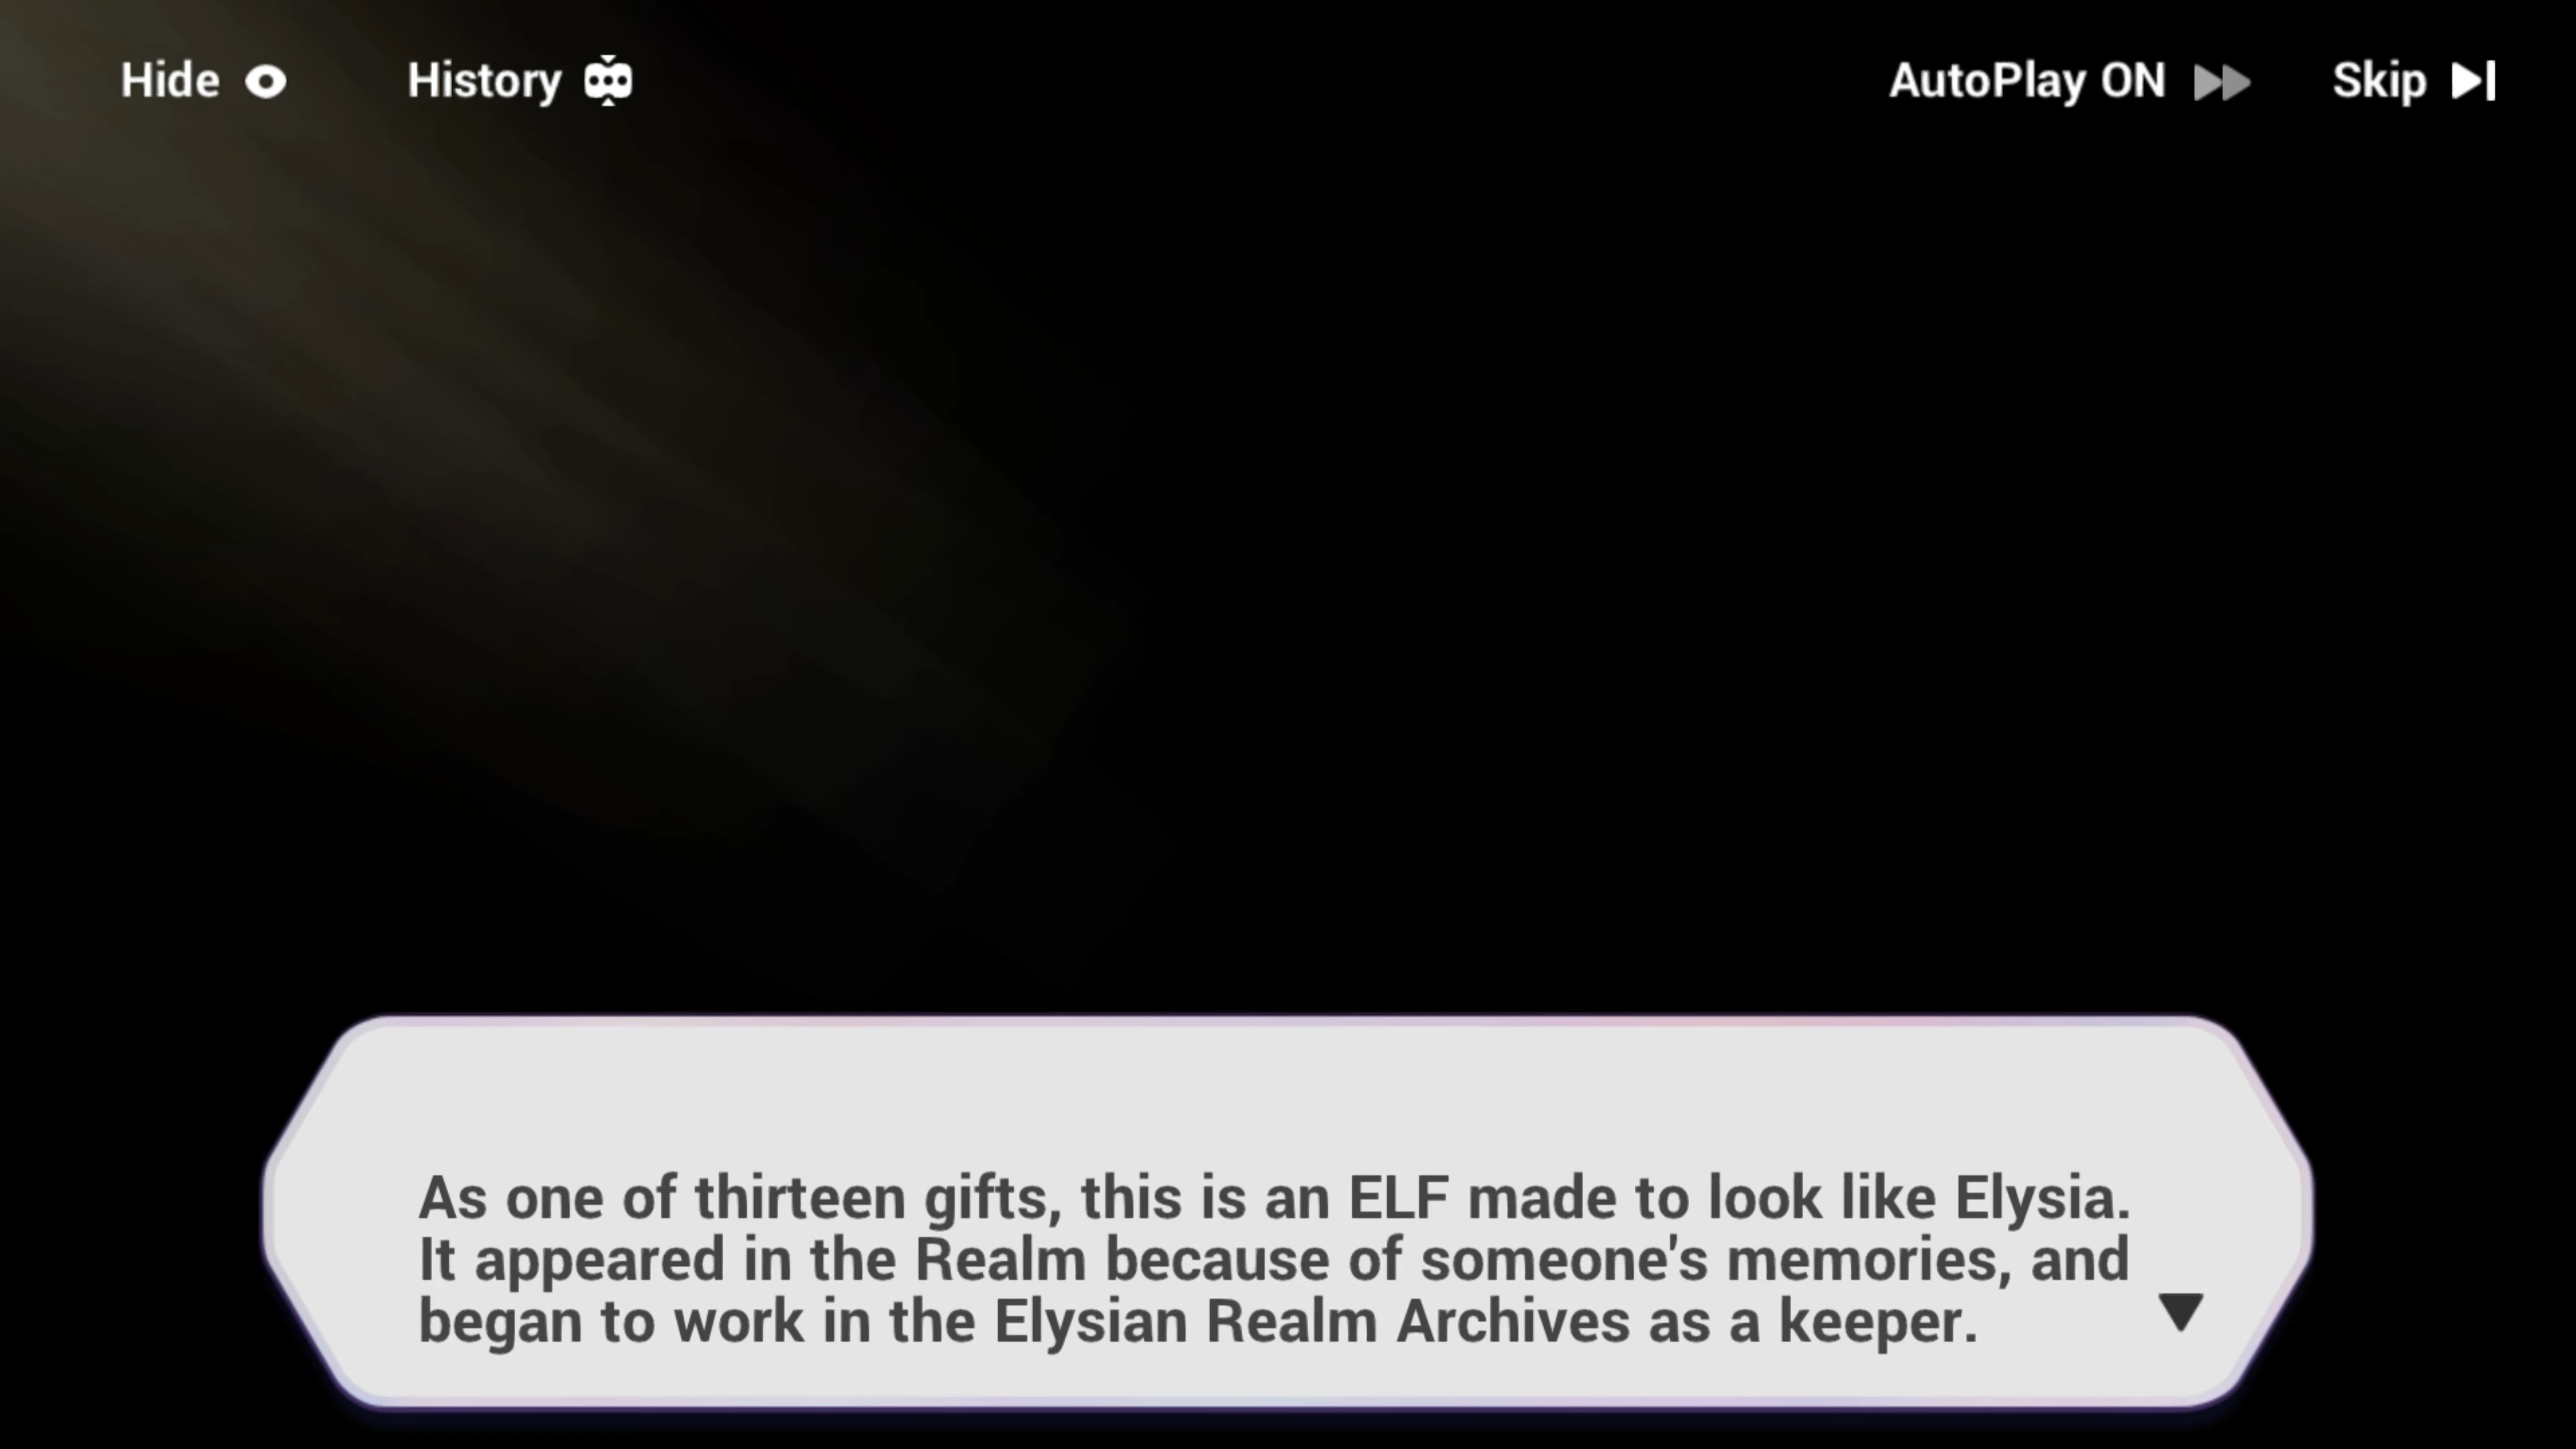 Hide
History
AutoPlay ON
Skip
As one of thirteen gifts, this is an ELF made to look like Elysia.
It appeared in the Realm because of someone's memories, and
began to work in the Elysian Realm Archives as a keeper.